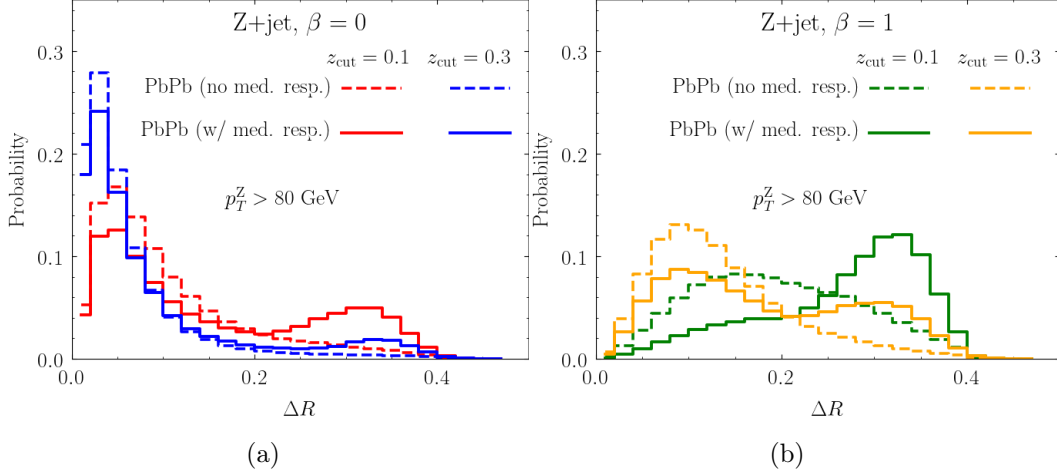 Z+jet, β = 0
z_cut = 0.1 z_cut = 0.3
PbPb (no med. resp.)
PbPb (w/ med. resp.)
p_T^Z > 80 GeV
Probability
0.3
0.2
0.1
0.0
0.0 0.2 0.4
ΔR
(a)
Z+jet, β = 1
z_cut = 0.1 z_cut = 0.3
PbPb (no med. resp.)
PbPb (w/ med. resp.)
p_T^Z > 80 GeV
Probability
0.3
0.2
0.1
0.0
0.0 0.2 0.4
ΔR
(b)